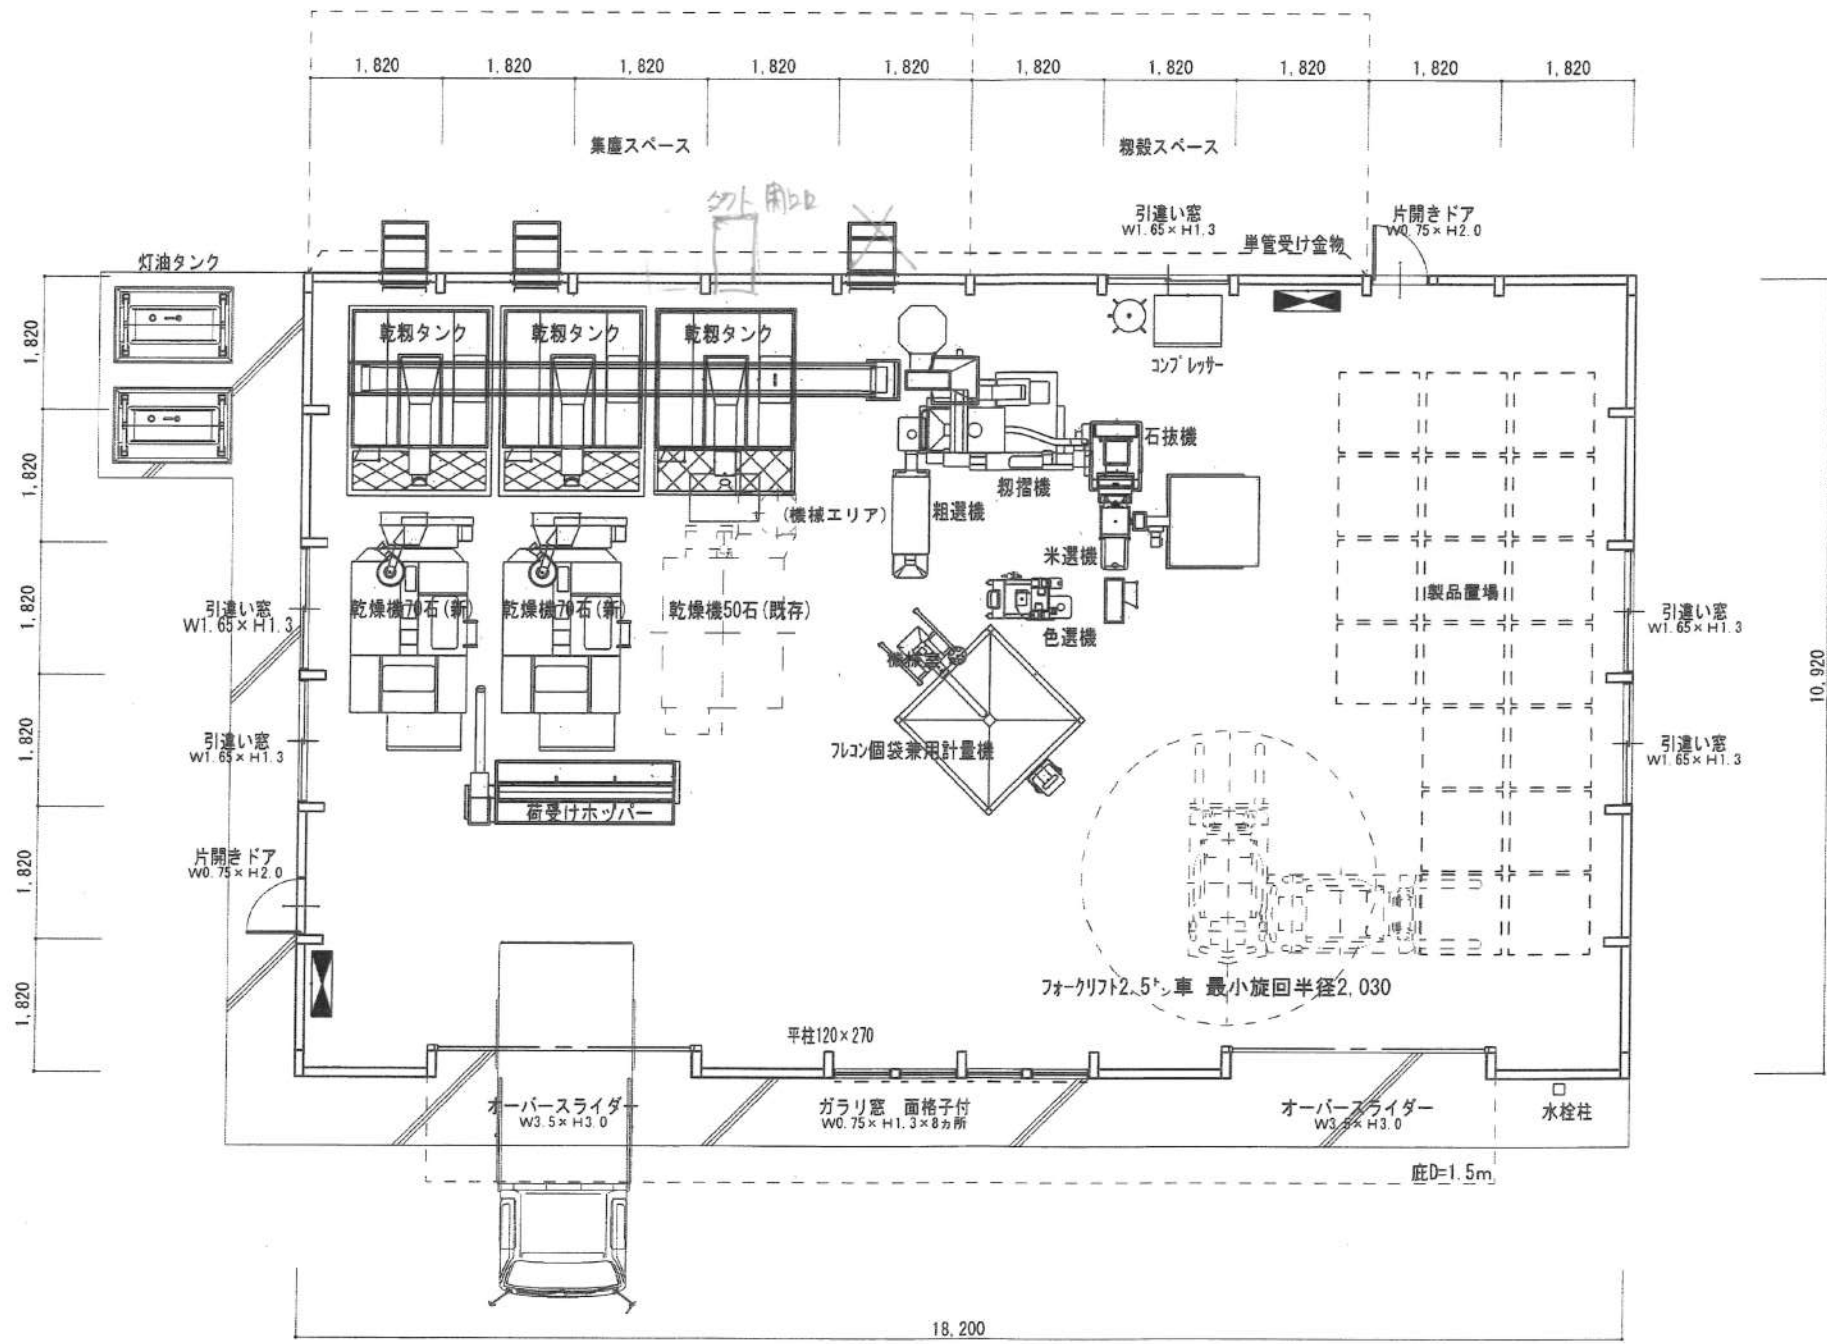 1,820 1,820 1,820 1,820 1,820 1,820 1,820 1,820 1,820 1,820
集塵スペース
籾殻スペース
ダクト 開口
引違い窓
W1.65×H1.3
片開きドア
W0.75×H2.0
単管受け金物
灯油タンク
乾籾タンク
乾籾タンク
乾籾タンク
コンプレッサー
石抜機
籾摺機
粗選機
(機械エリア)
米選機
製品置場
乾燥機70石(新)
乾燥機70石(新)
乾燥機50石(既存)
色選機
引違い窓
W1.65×H1.3
引違い窓
W1.65×H1.3
引違い窓
W1.65×H1.3
引違い窓
W1.65×H1.3
フレコン個袋兼用計量機
荷受けホッパー
片開きドア
W0.75×H2.0
フォークリフト2.5トン車 最小旋回半径2,030
平柱120×270
オーバースライダー
W3.5×H3.0
ガラリ窓 面格子付
W0.75×H1.3×8カ所
オーバースライダー
W3.5×H3.0
水栓柱
庇D=1.5m
1,820
1,820
1,820
1,820
1,820
1,820
10,920
18,200